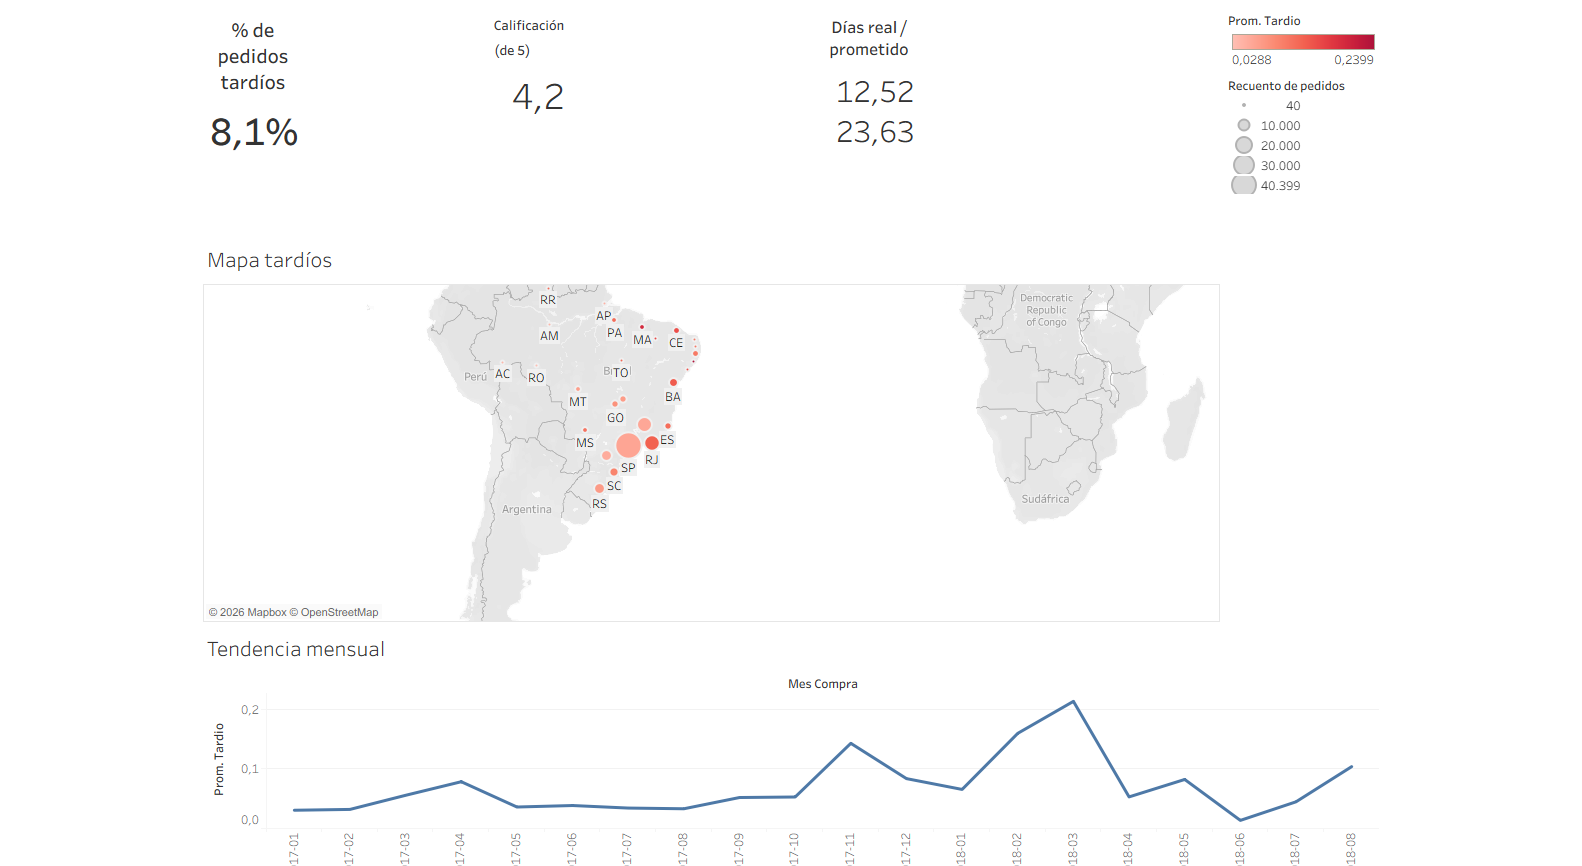 % de
pedidos
tardíos
8,1%
Calificación
(de 5)
4,2
Días real /
prometido
12,52
23,63
Prom. Tardio
0,0288 0,2399
Recuento de pedidos
40
10.000
20.000
30.000
40.399
Mapa tardíos
RR
AP
AM
PA
MA
CE
Perú
AC
RO
TO
MT
BA
GO
MS
ES
SP
RJ
SC
RS
Argentina
Democratic
Republic
of Congo
Sudáfrica
© 2026 Mapbox © OpenStreetMap
Tendencia mensual
Mes Compra
Prom. Tardio
0,2
0,1
0,0
17-01
17-02
17-03
17-04
17-05
17-06
17-07
17-08
17-09
17-10
17-11
17-12
18-01
18-02
18-03
18-04
18-05
18-06
18-07
18-08